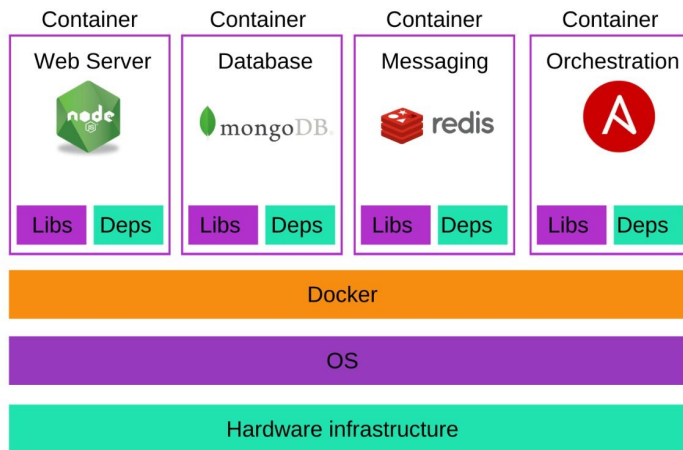 Container
Container
Container
Container
Web Server
Database
Messaging
Orchestration
node
JS
mongoDB.
redis
A
Libs
Deps
Libs
Deps
Libs
Deps
Libs
Deps
Docker
OS
Hardware infrastructure